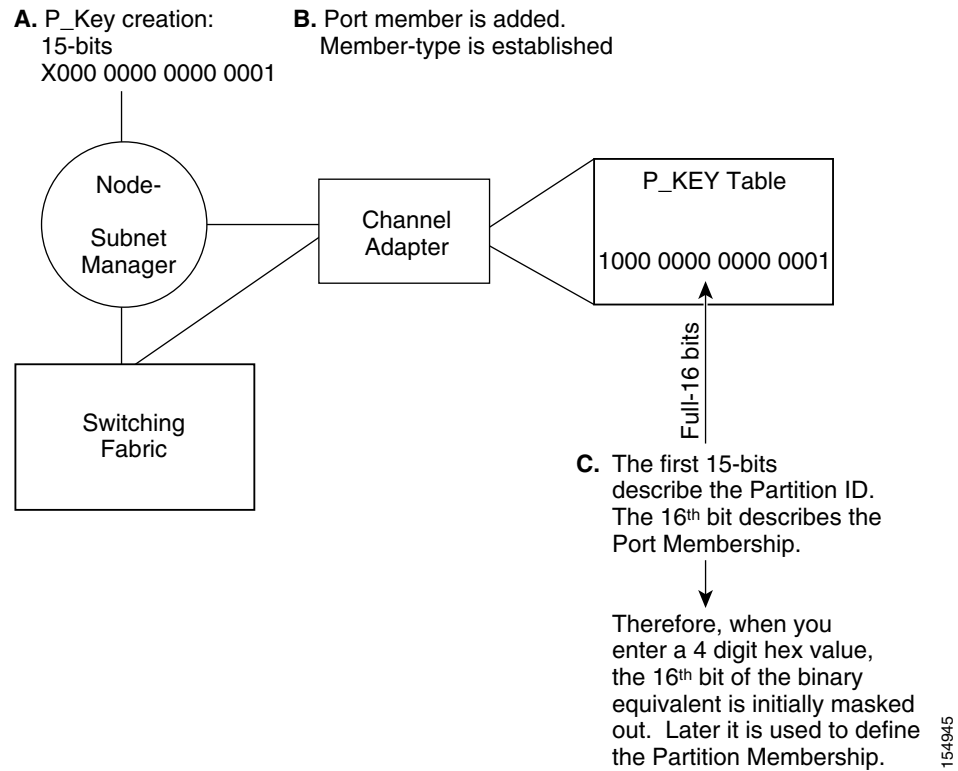 A. P_Key creation:
15-bits
X000 0000 0000 0001
B. Port member is added.
Member-type is established
Node-
Subnet
Manager
Channel
Adapter
P_KEY Table
1000 0000 0000 0001
Switching
Fabric
Full-16 bits
C. The first 15-bits
describe the Partition ID.
The 16th bit describes the
Port Membership.
Therefore, when you
enter a 4 digit hex value,
the 16th bit of the binary
equivalent is initially masked
out. Later it is used to define
the Partition Membership.
154945